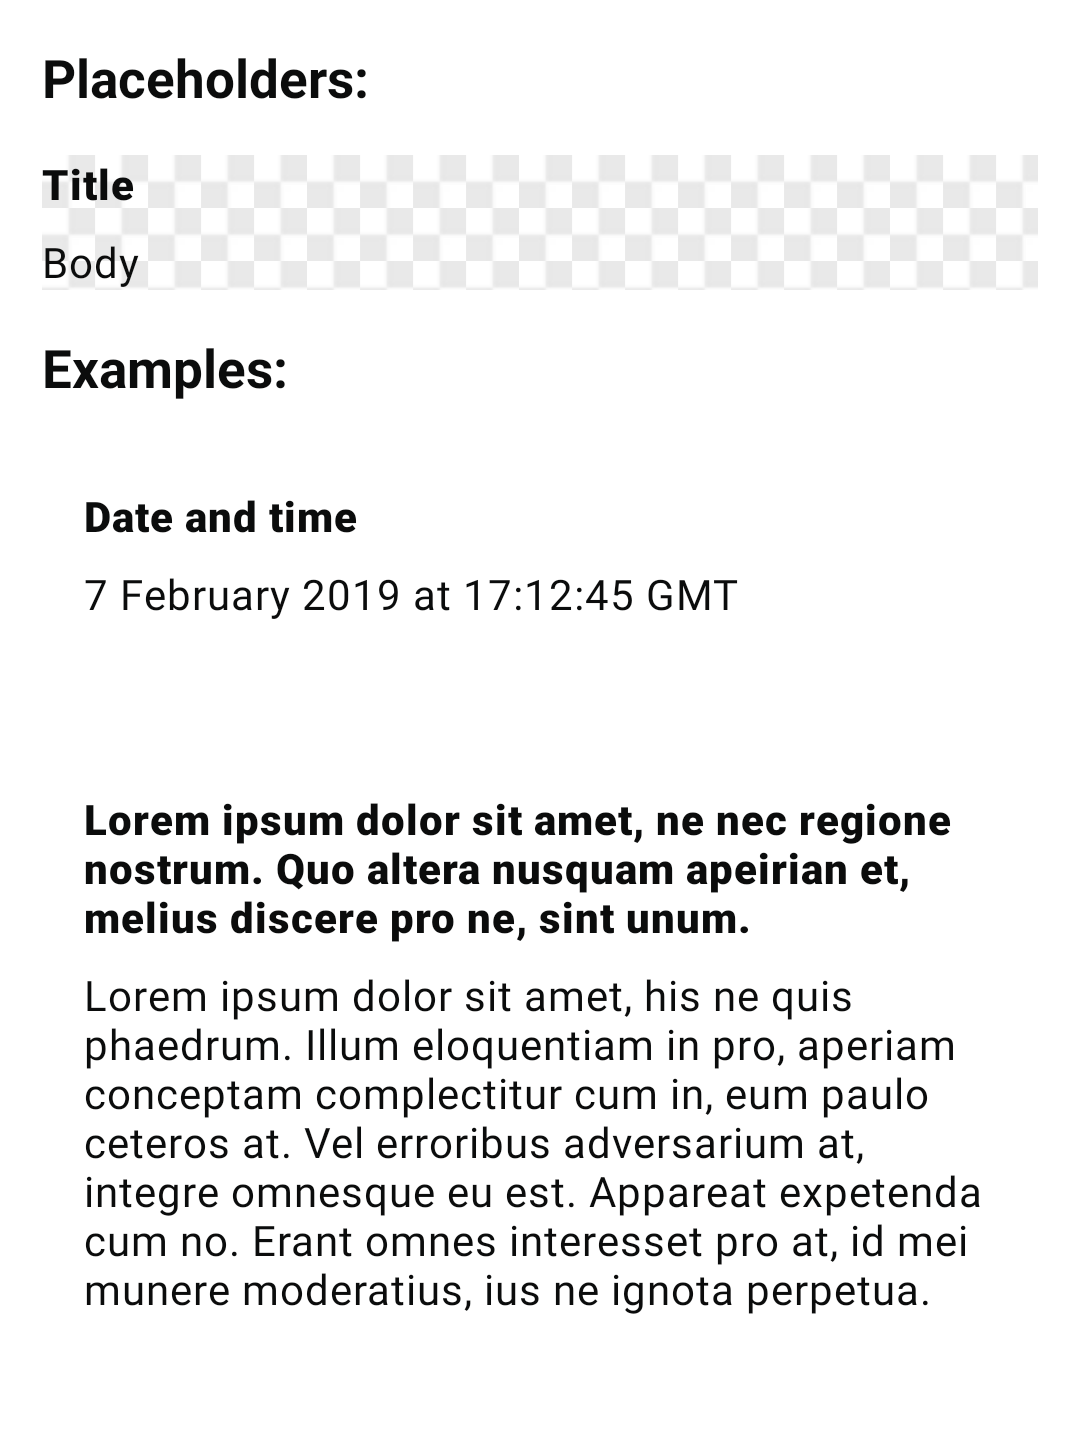 Placeholders:
Title
Body
Examples:
Date and time
7 February 2019 at 17:12:45 GMT
Lorem ipsum dolor sit amet, ne nec regione
nostrum. Quo altera nusquam apeirian et,
melius discere pro ne, sint unum.
Lorem ipsum dolor sit amet, his ne quis
phaedrum. Illum eloquentiam in pro, aperiam
conceptam complectitur cum in, eum paulo
ceteros at. Vel erroribus adversarium at,
integre omnesque eu est. Appareat expetenda
cum no. Erant omnes interesset pro at, id mei
munere moderatius, ius ne ignota perpetua.